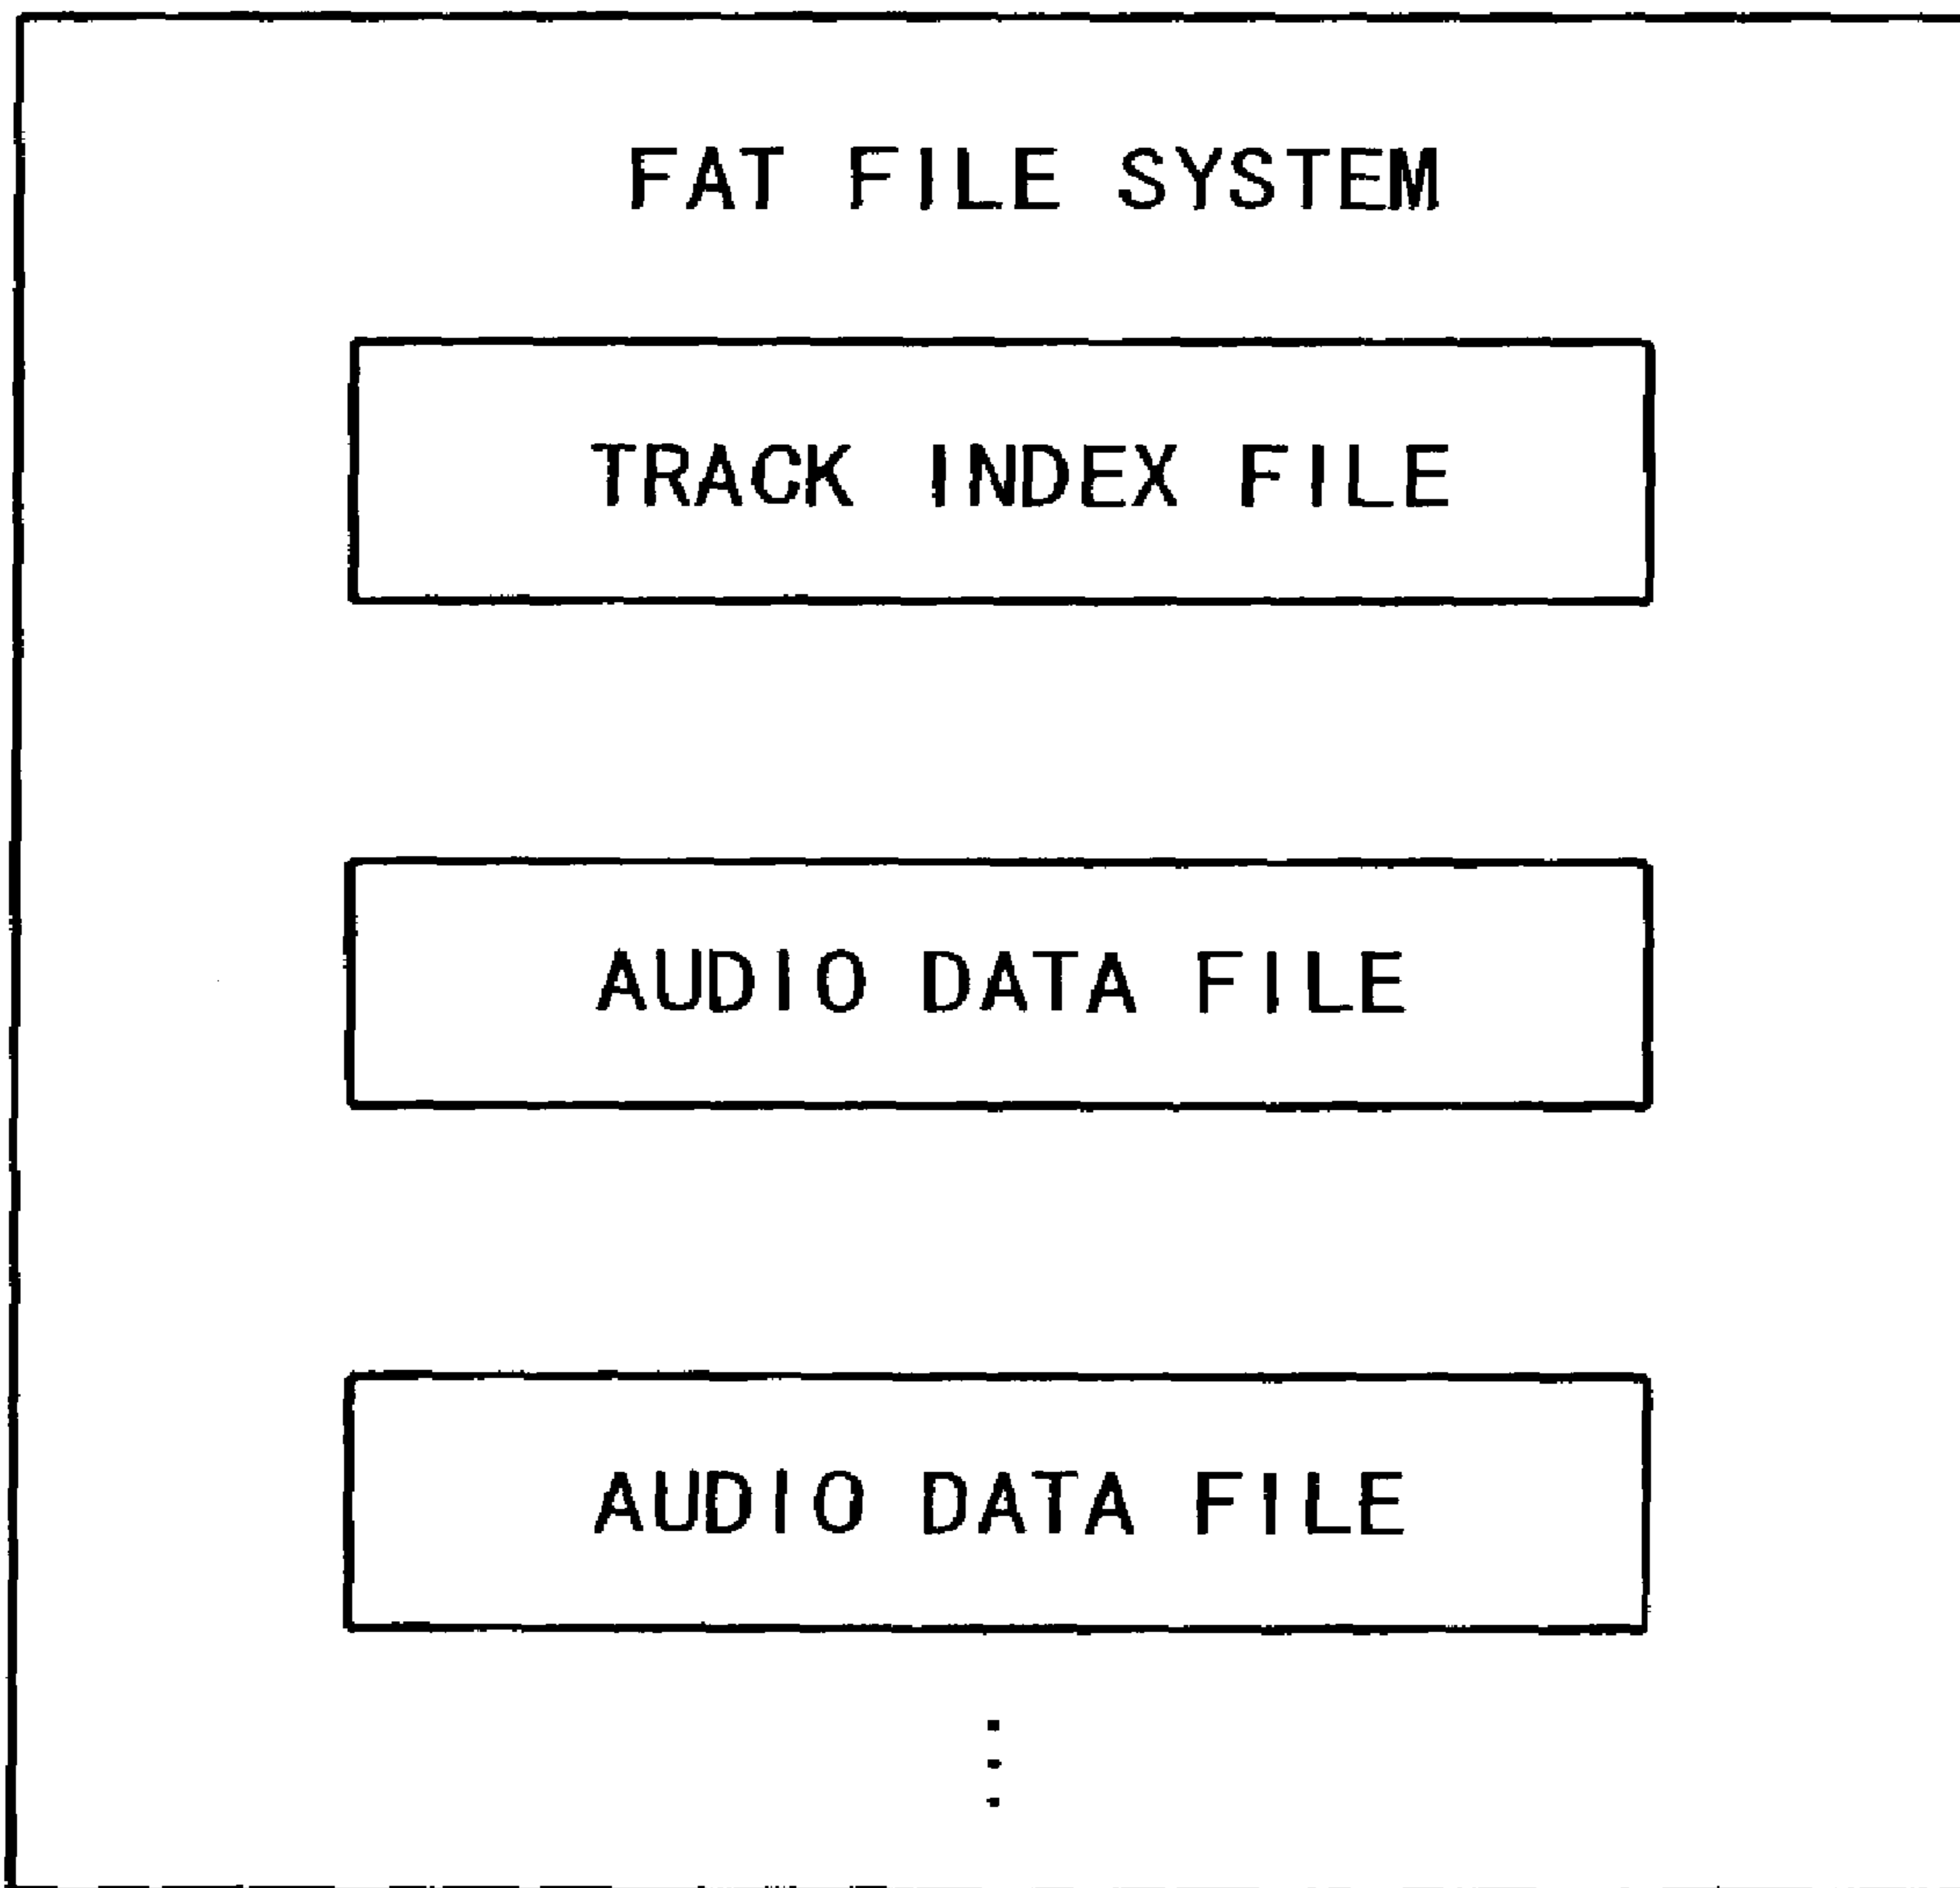 FAT FILE SYSTEM
TRACK INDEX FILE
AUDIO DATA FILE
AUDIO DATA FILE